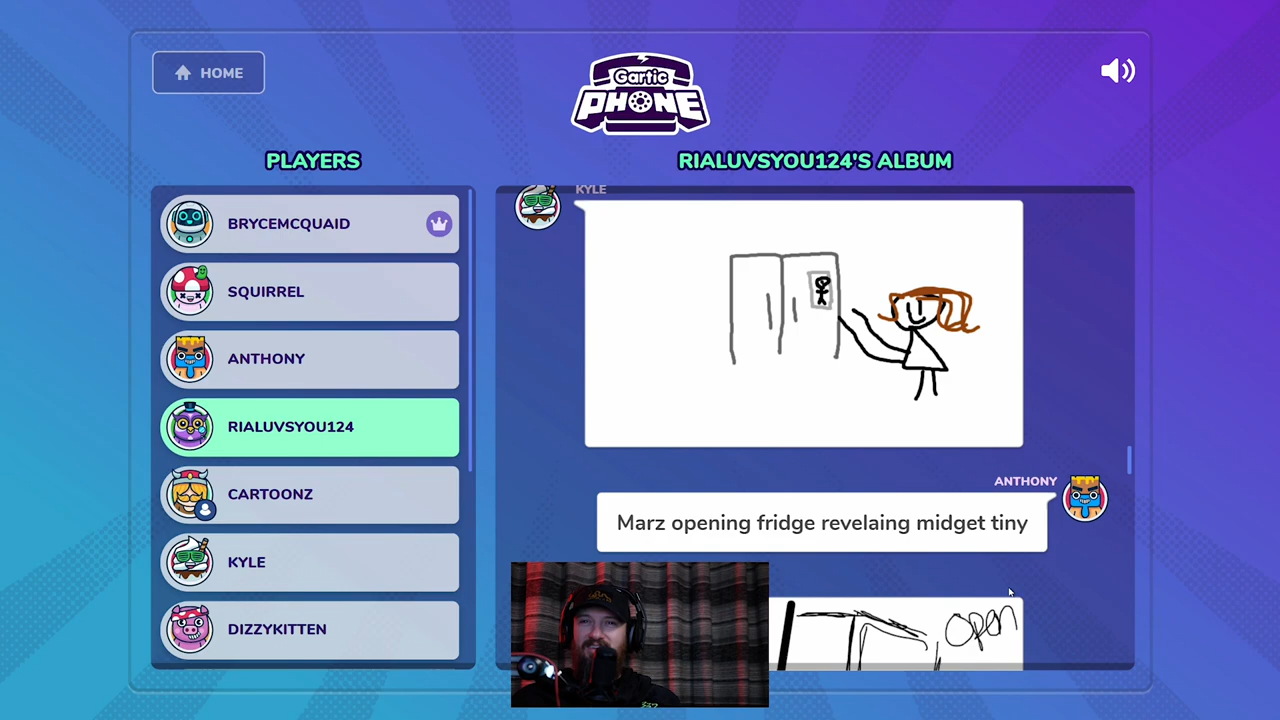 HOME
Gartic
PHONE
PLAYERS
RIALUVSYOU124'S ALBUM
BRYCEMCQUAID
SQUIRREL
ANTHONY
RIALUVSYOU124
CARTOONZ
KYLE
DIZZYKITTEN
KYLE
ANTHONY
Marz opening fridge revelaing midget tiny
open